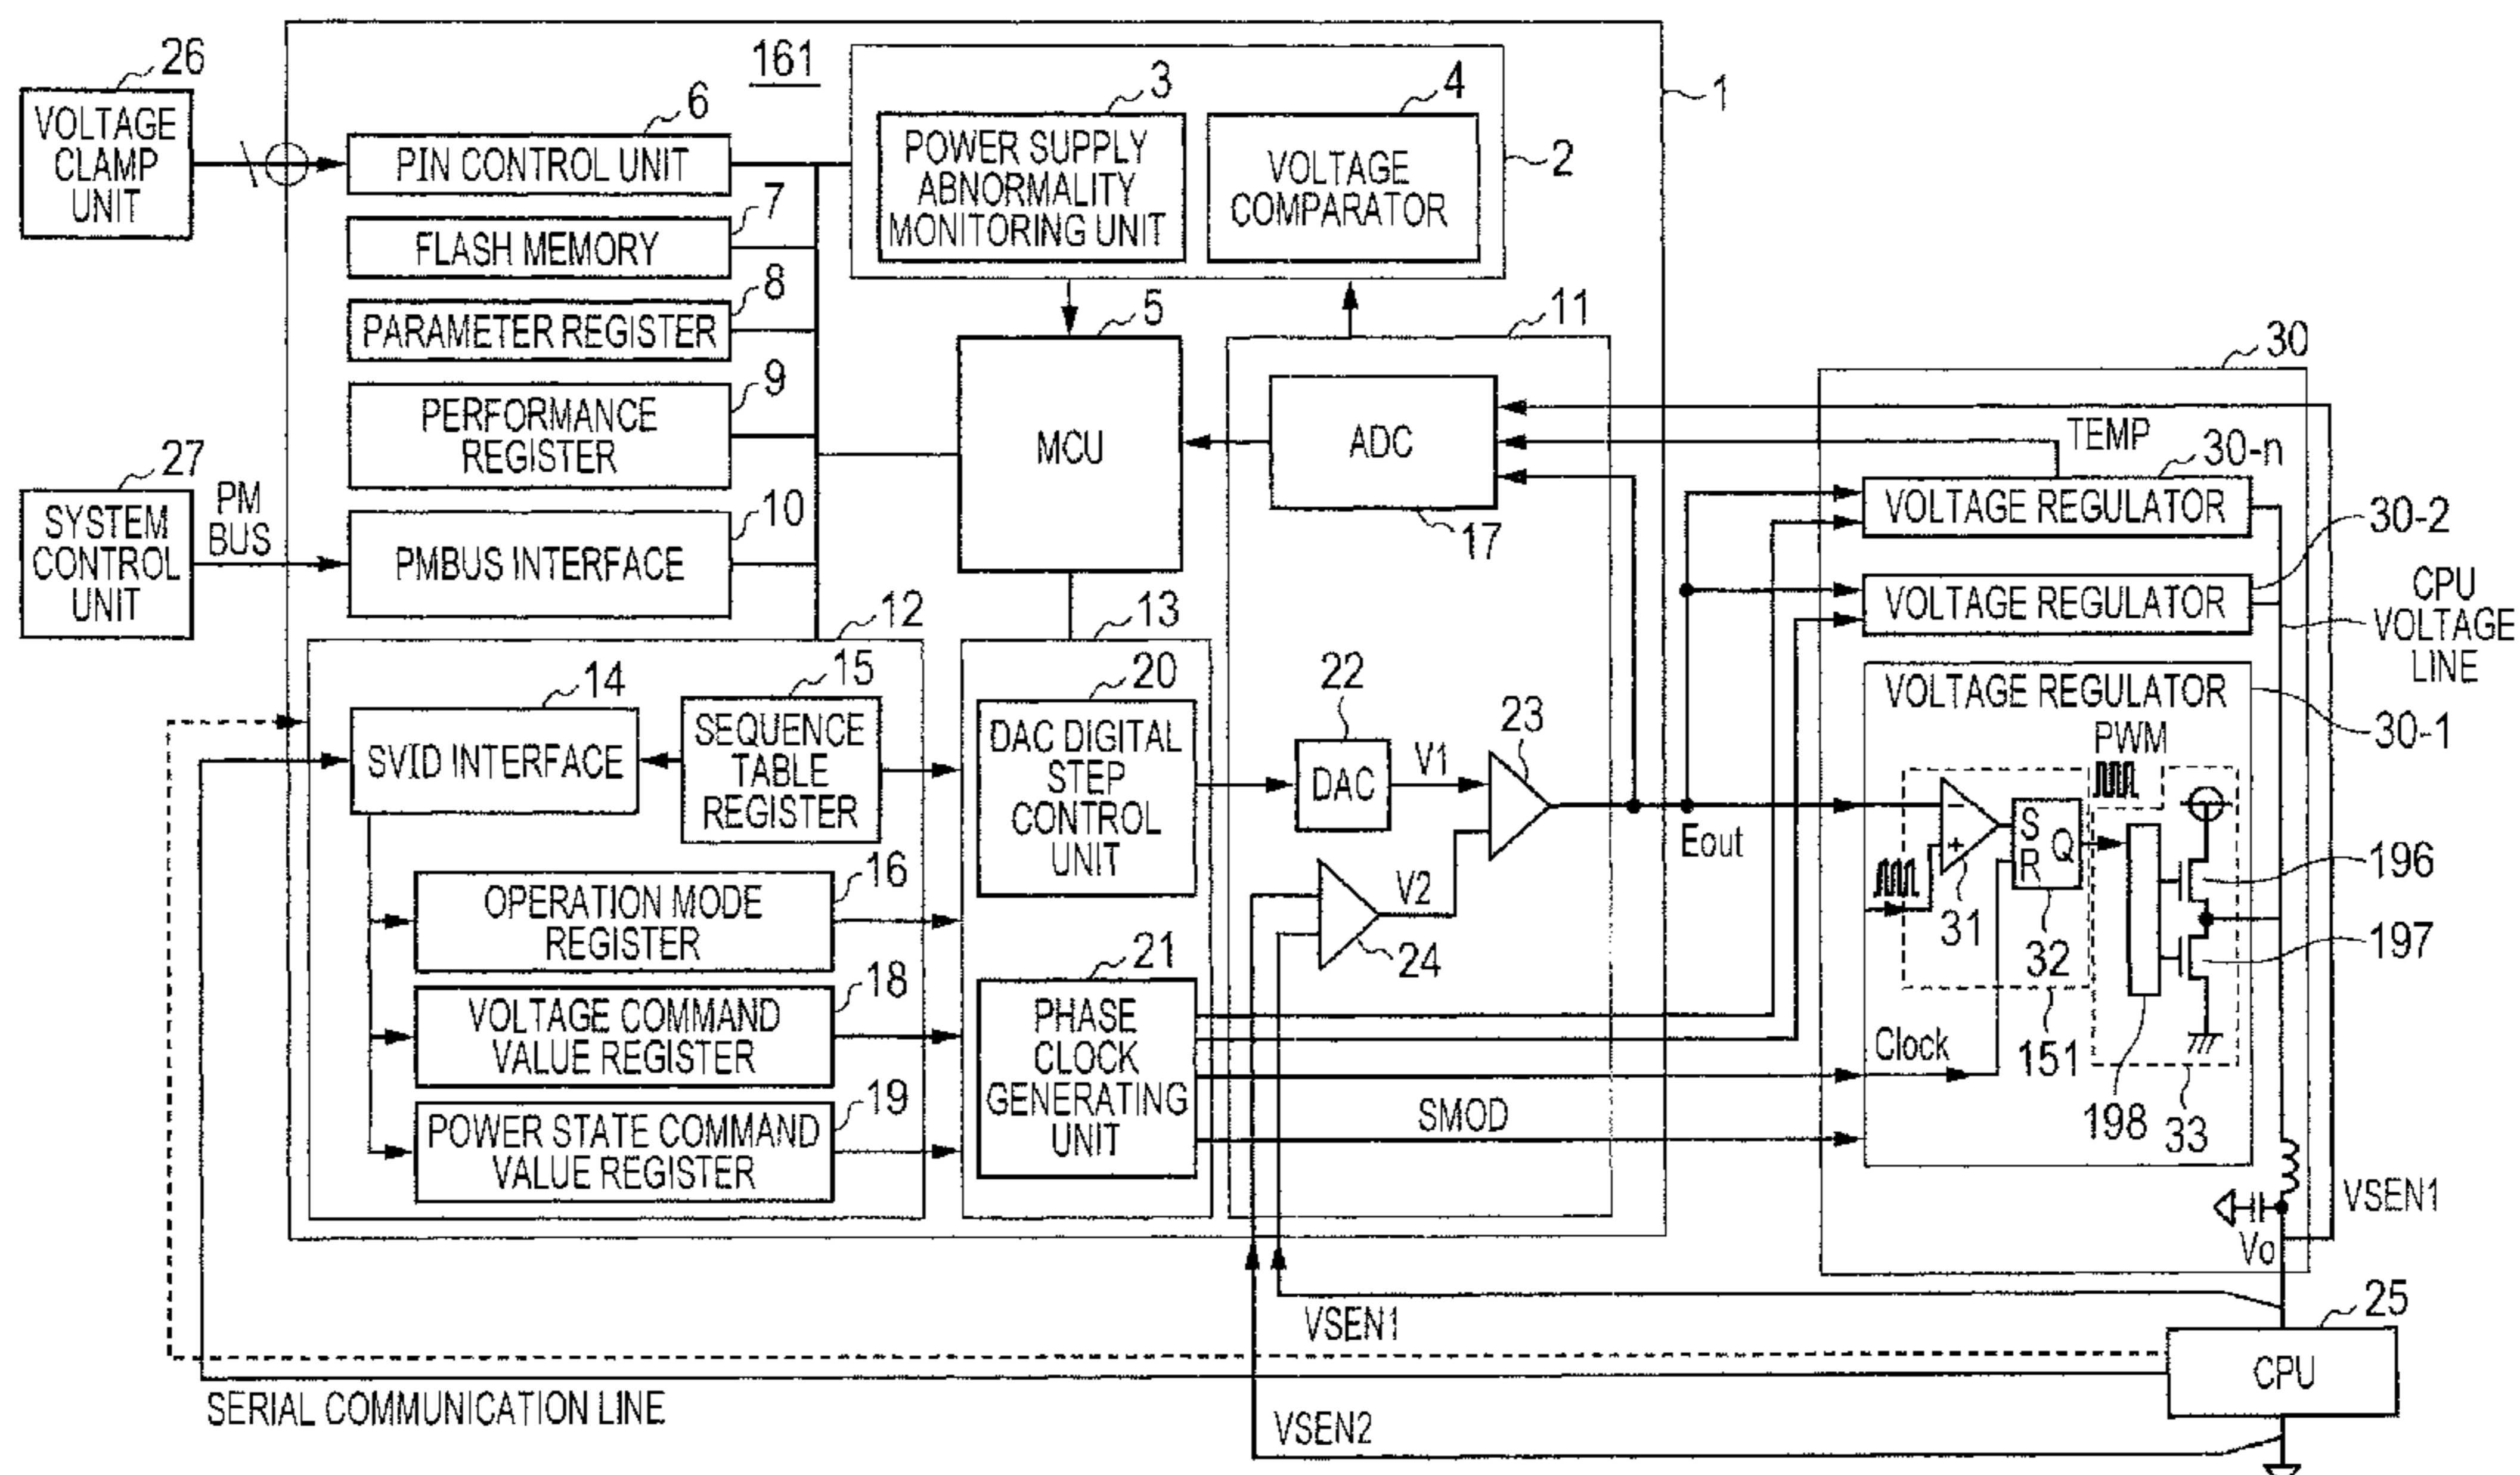 26
VOLTAGE
CLAMP
UNIT
161
6
PIN CONTROL UNIT
7
FLASH MEMORY
8
PARAMETER REGISTER
9
PERFORMANCE
REGISTER
27
SYSTEM
CONTROL
UNIT
PM
BUS
10
PMBUS INTERFACE
3
POWER SUPPLY
ABNORMALITY
MONITORING UNIT
4
VOLTAGE
COMPARATOR
2
1
5
MCU
11
ADC
17
30
TEMP
30-n
VOLTAGE REGULATOR
30-2
VOLTAGE REGULATOR
CPU
VOLTAGE
LINE
12
14
SVID INTERFACE
15
SEQUENCE
TABLE
REGISTER
16
OPERATION MODE
REGISTER
18
VOLTAGE COMMAND
VALUE REGISTER
19
POWER STATE COMMAND
VALUE REGISTER
13
20
DAC DIGITAL
STEP
CONTROL
UNIT
21
PHASE
CLOCK
GENERATING
UNIT
22
DAC
V1
23
V2
24
Eout
SMOD
VOLTAGE REGULATOR
30-1
PWM
−
+
31
S
R
Q
32
196
197
151
198
33
Clock
VSEN1
Vo
VSEN1
25
CPU
SERIAL COMMUNICATION LINE
VSEN2